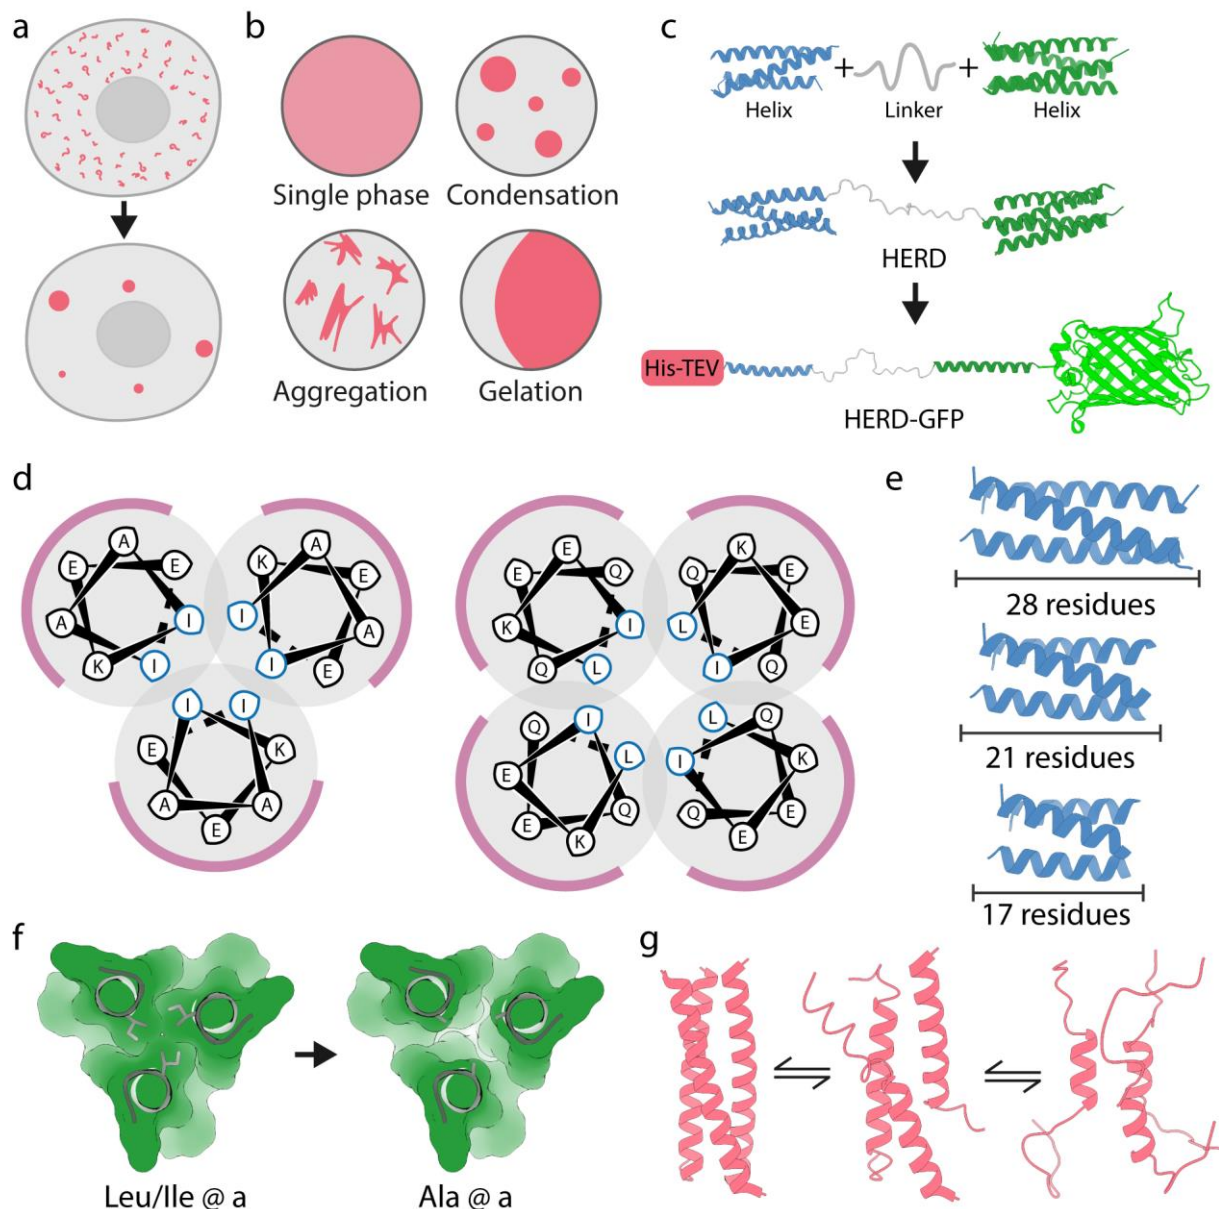 a
b
Single phase
Condensation
Aggregation
Gelation
c
+
+
Helix
Linker
Helix
HERD
His-TEV
HERD-GFP
d
A
E
E
A
I
K
I
A
K
E
I
A
I
E
I
I
E
K
A
A
E
E
E
Q
K
I
Q
L
K
Q
E
L
E
I
Q
I
Q
L
E
E
Q
K
L
Q
I
K
Q
E
E
e
28 residues
21 residues
17 residues
f
Leu/Ile @ a
Ala @ a
g